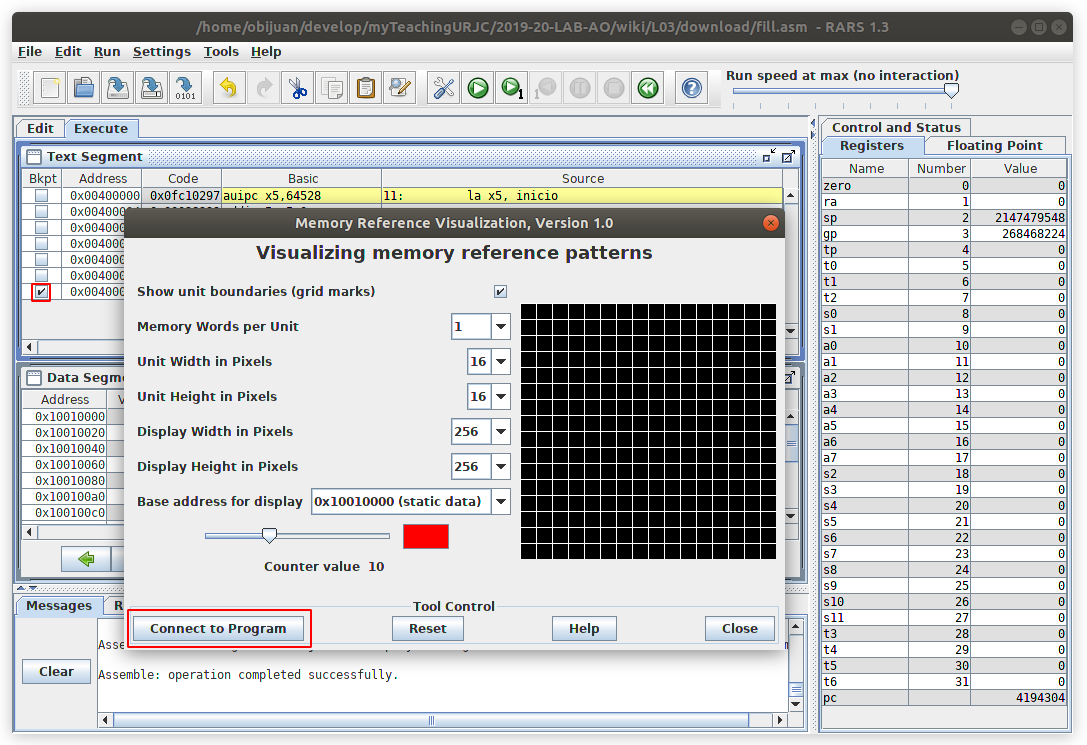 /home/obijuan/develop/myTeachingURJC/2019-20-LAB-AO/wiki/L03/download/fill.asm - RARS 1.3
File Edit Run Settings Tools Help
Run speed at max (no interaction)
Edit Execute
Text Segment
Bkpt Address Code Basic Source
0x00400000 0x0fc10297 auipc x5,64528 11: la x5, inicio
Memory Reference Visualization, Version 1.0
Visualizing memory reference patterns
Show unit boundaries (grid marks)
Memory Words per Unit 1
Unit Width in Pixels 16
Unit Height in Pixels 16
Display Width in Pixels 256
Display Height in Pixels 256
Base address for display 0x10010000 (static data)
Counter value 10
Tool Control
Connect to Program Reset Help Close
Data Segm
Address V
0x10010000
0x10010020
0x10010040
0x10010060
0x10010080
0x100100a0
0x100100c0
Messages R
Clear
Asse
Assemble: operation completed successfully.
Control and Status
Registers Floating Point
Name Number Value
zero 0 0
ra 1 0
sp 2 2147479548
gp 3 268468224
tp 4 0
t0 5 0
t1 6 0
t2 7 0
s0 8 0
s1 9 0
a0 10 0
a1 11 0
a2 12 0
a3 13 0
a4 14 0
a5 15 0
a6 16 0
a7 17 0
s2 18 0
s3 19 0
s4 20 0
s5 21 0
s6 22 0
s7 23 0
s8 24 0
s9 25 0
s10 26 0
s11 27 0
t3 28 0
t4 29 0
t5 30 0
t6 31 0
pc 4194304